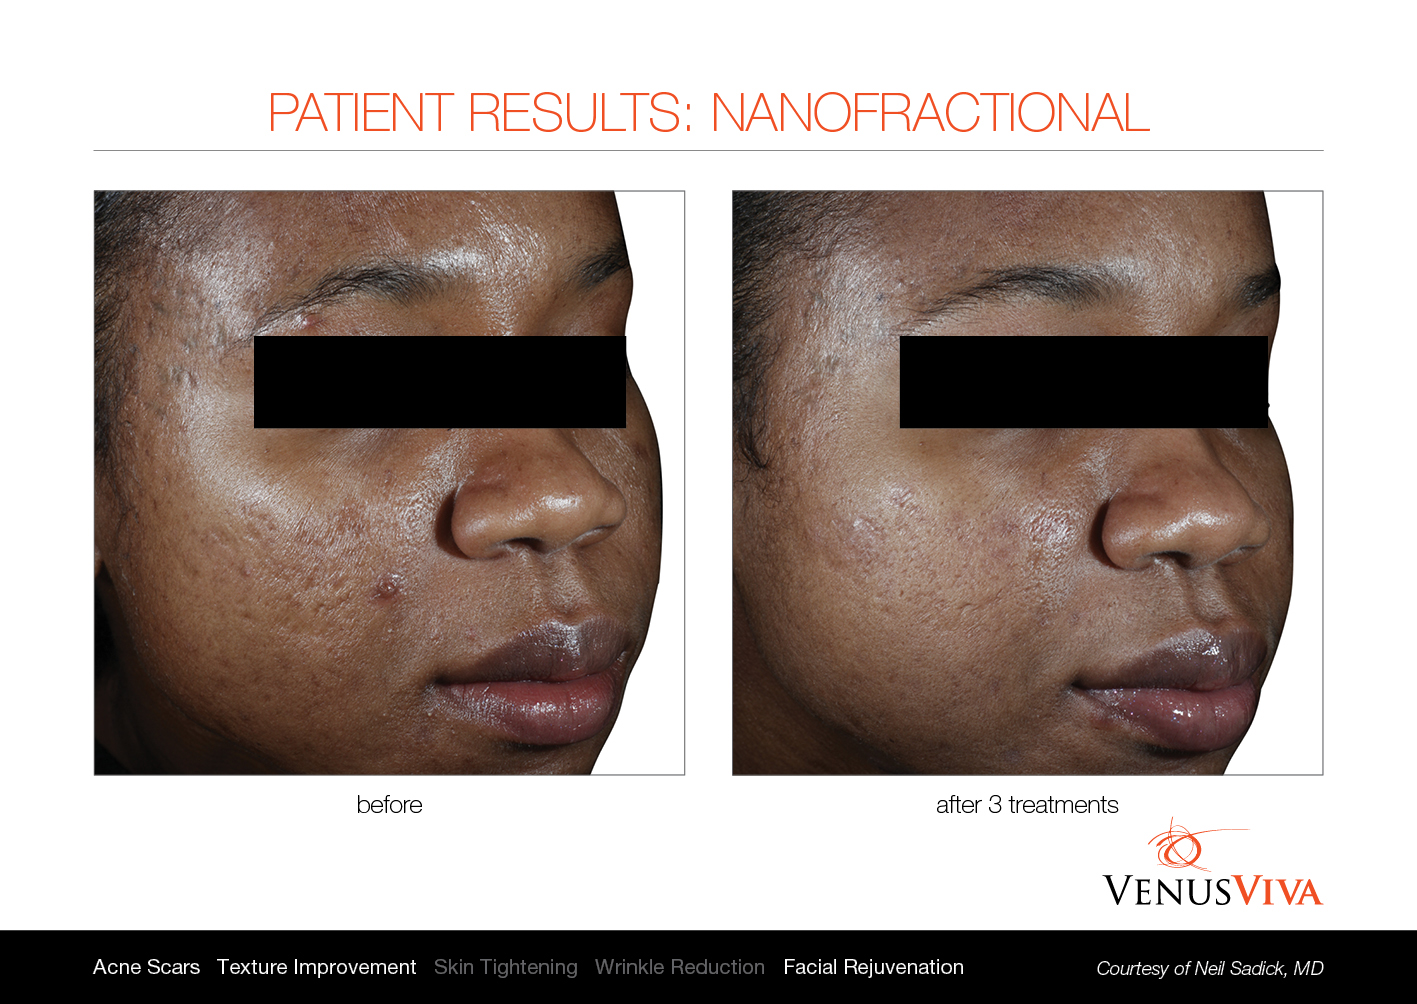 PATIENT RESULTS: NANOFRACTIONAL
before
after 3 treatments
VENUSVIVA
Acne Scars Texture Improvement Skin Tightening Wrinkle Reduction Facial Rejuvenation
Courtesy of Neil Sadick, MD